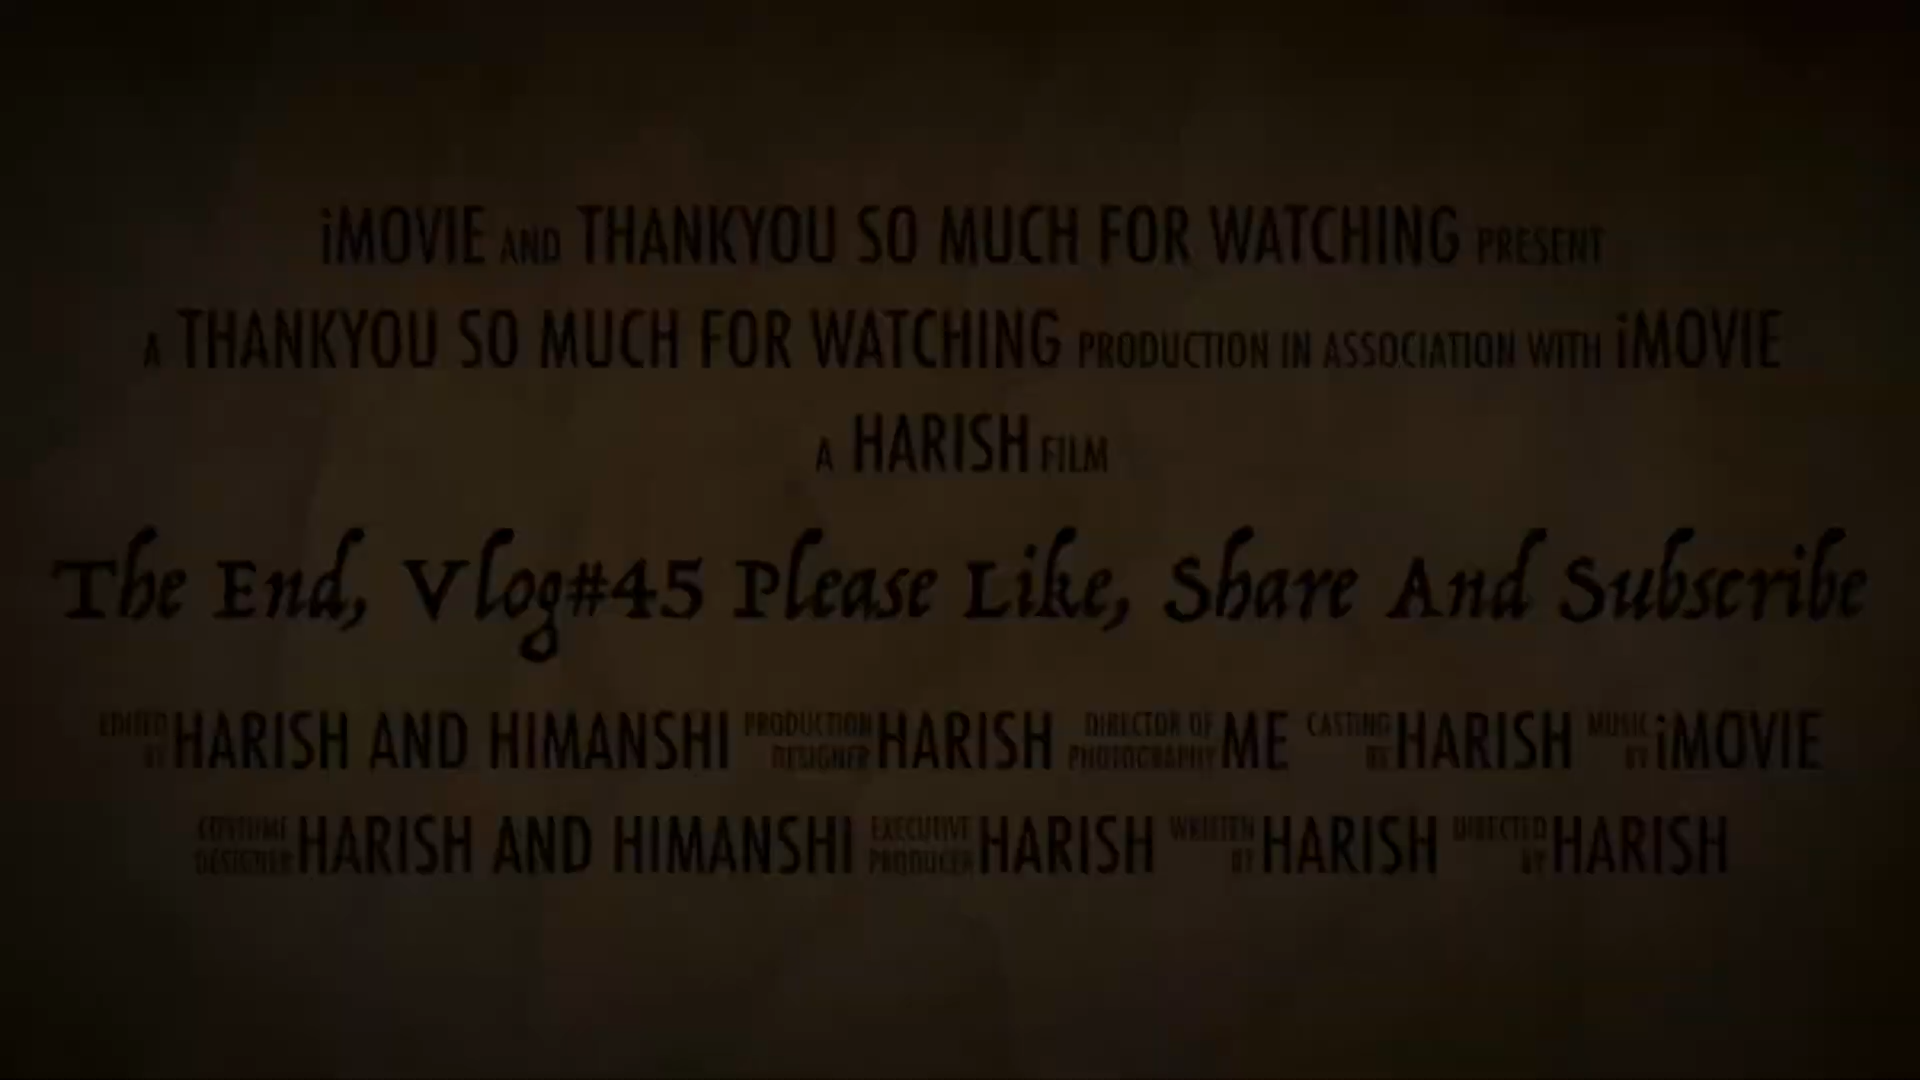 iMOVIE AND THANKYOU SO MUCH FOR WATCHING PRESENT
A THANKYOU SO MUCH FOR WATCHING PRODUCTION IN ASSOCIATION WITH iMOVIE
A HARISH FILM
The End, Vlog#45 Please Like, Share And Subscribe
EDITED BY HARISH AND HIMANSHI PRODUCTION DESIGNER HARISH DIRECTOR OF PHOTOGRAPHY ME CASTING BY HARISH MUSIC BY iMOVIE
COSTUME DESIGNER HARISH AND HIMANSHI EXECUTIVE PRODUCER HARISH WRITTEN BY HARISH DIRECTED BY HARISH